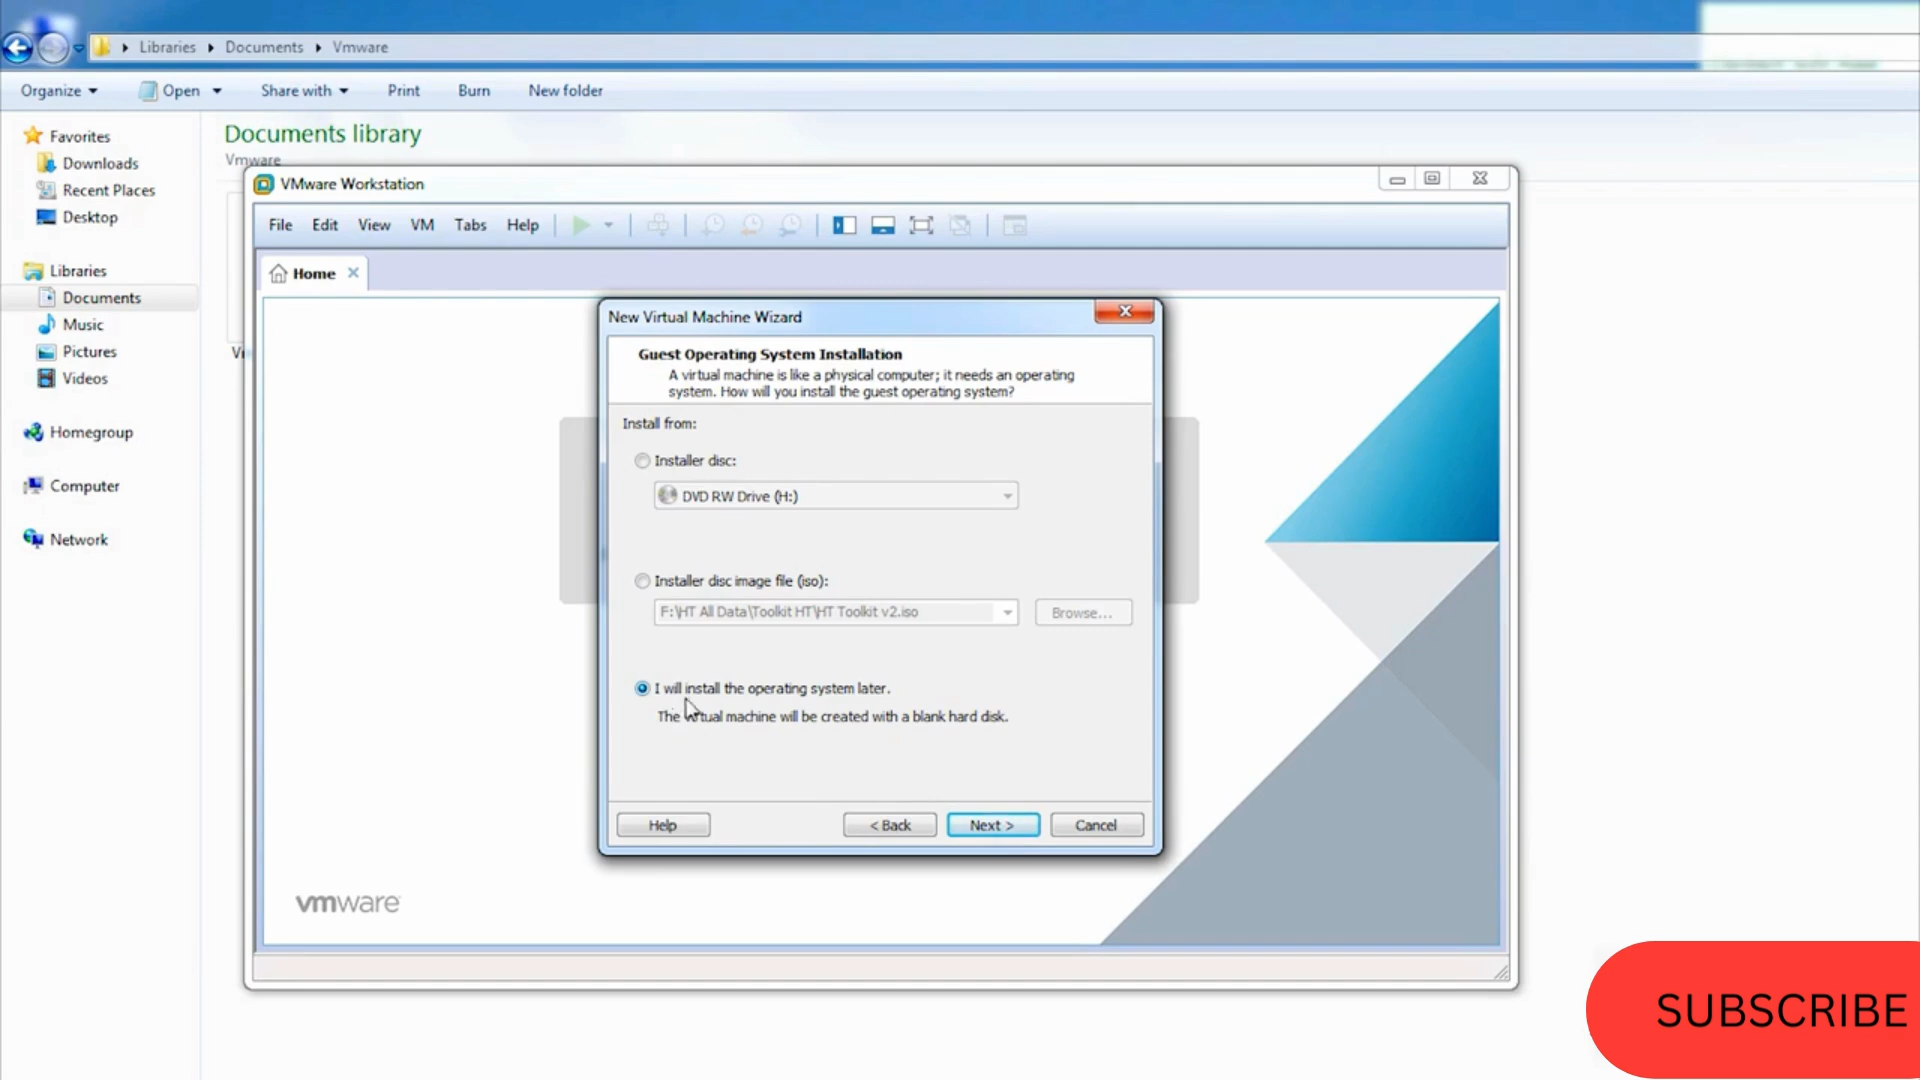 Libraries Documents Vmware
Organize Open Share with Print Burn New folder
Favorites
Downloads
Recent Places
Desktop
Libraries
Documents
Music
Pictures
Videos
Homegroup
Computer
Network
Documents library
Vmware
VMware Workstation
File Edit View VM Tabs Help
Home
New Virtual Machine Wizard
Guest Operating System Installation
A virtual machine is like a physical computer; it needs an operating
system. How will you install the guest operating system?
Install from:
Installer disc:
DVD RW Drive (H:)
Installer disc image file (iso):
F:\HT All Data\Toolkit HT\HT Toolkit v2.iso
Browse...
I will install the operating system later.
The virtual machine will be created with a blank hard disk.
Help < Back Next > Cancel
vmware
SUBSCRIBE